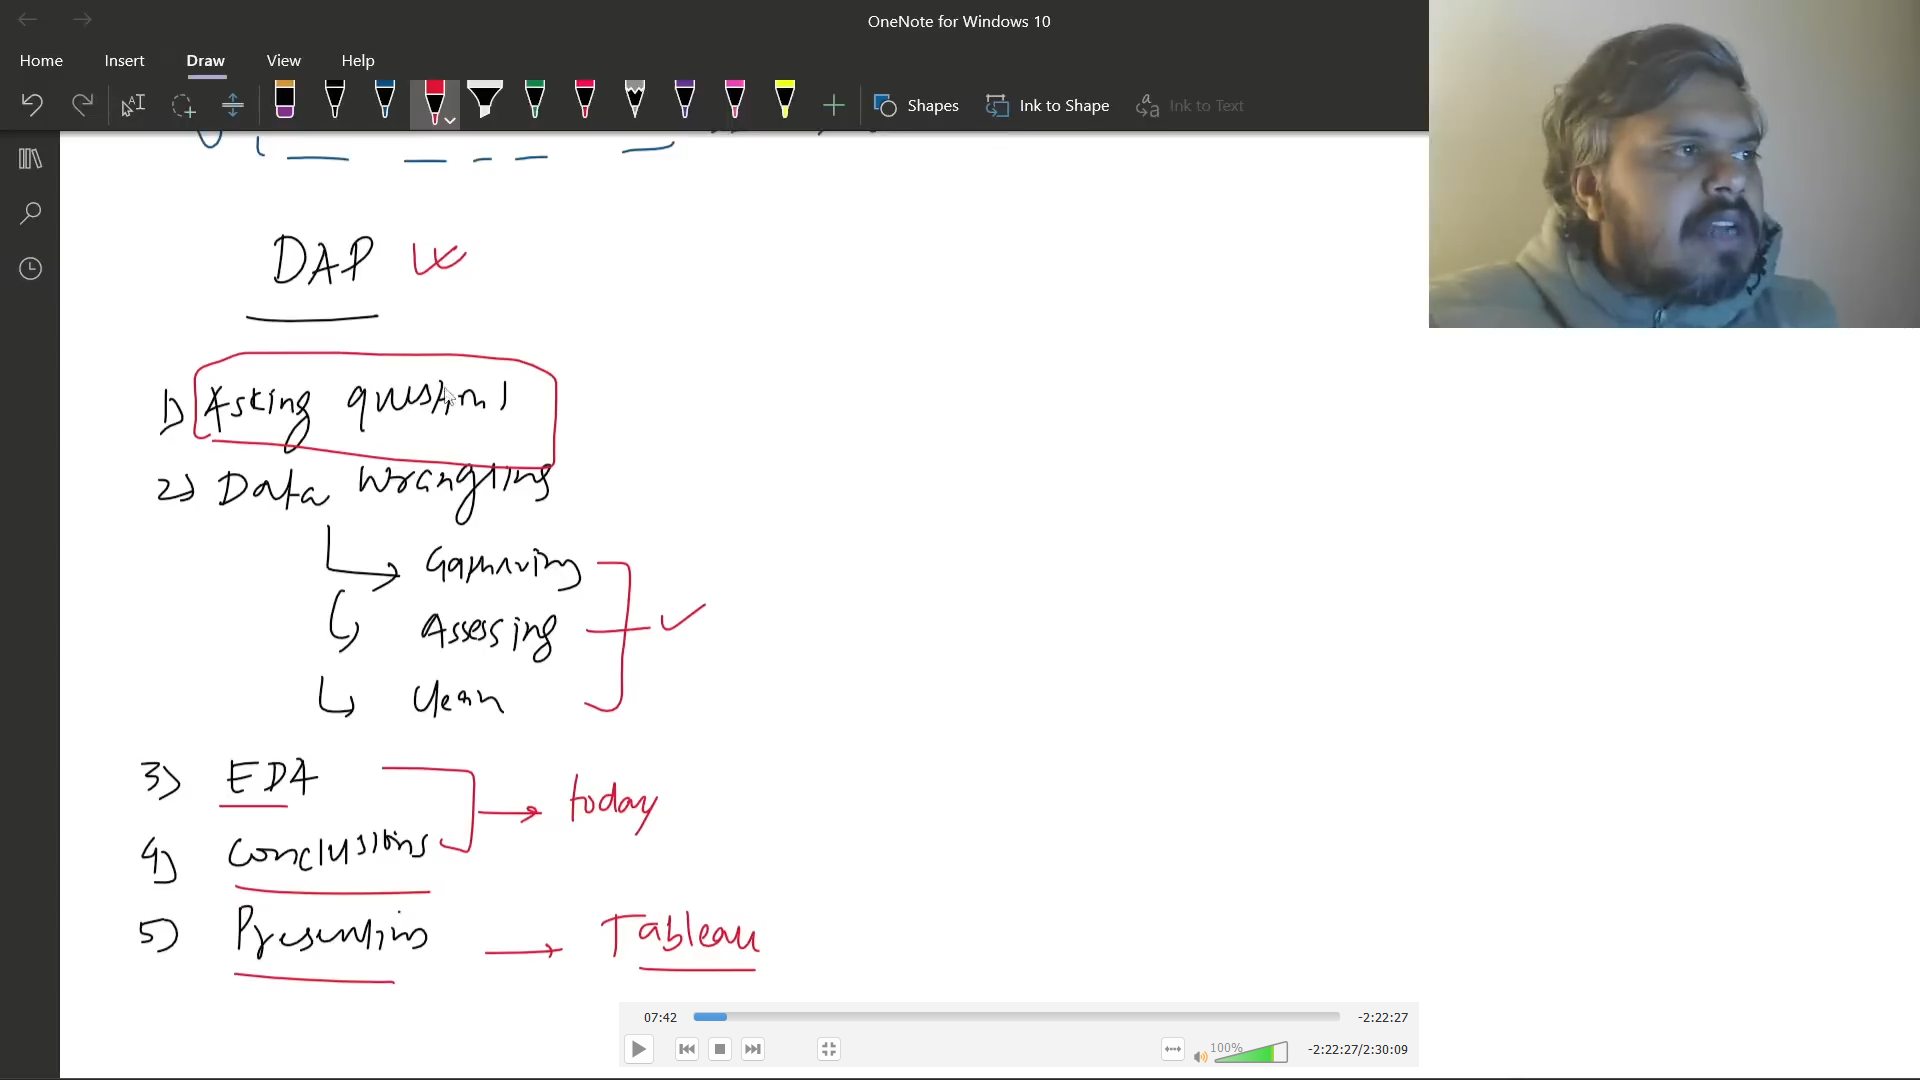 OneNote for Windows 10
Home Insert Draw View Help
Shapes Ink to Shape Ink to Text
DAP
1) Asking questions
2) Data Wrangling
Gathering
Assessing
Clean
3) EDA
today
4) Conclusions
5) Presenting → Tableau
07:42 -2:22:27
100% -2:22:27/2:30:09